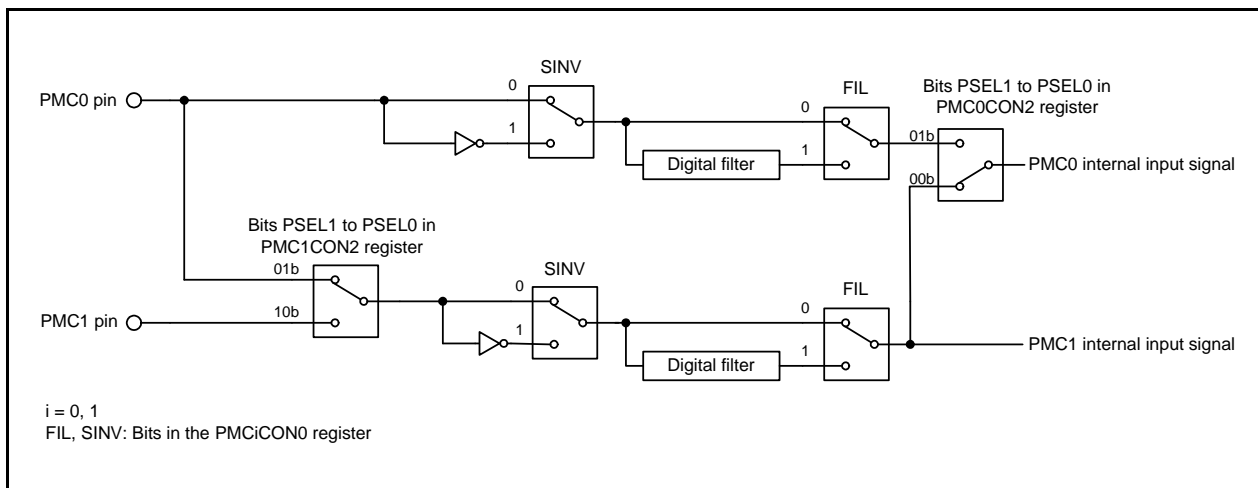 SINV
0
PMC0 pin
1
FIL
0
1
Digital filter
Bits PSEL1 to PSEL0 in
PMC0CON2 register
01b
00b
PMC0 internal input signal
Bits PSEL1 to PSEL0 in
PMC1CON2 register
01b
10b
PMC1 pin
SINV
0
1
FIL
0
1
Digital filter
PMC1 internal input signal
i = 0, 1
FIL, SINV: Bits in the PMCiCON0 register